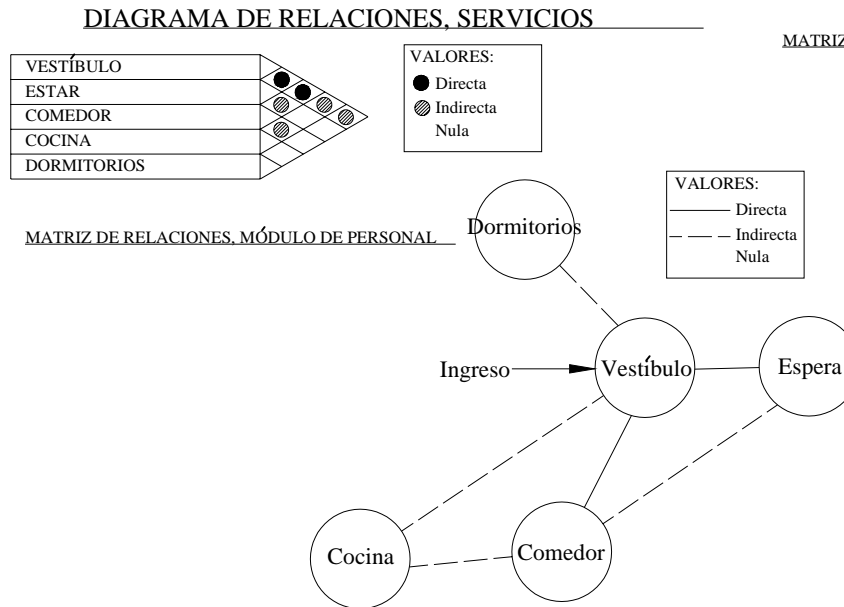 DIAGRAMA DE RELACIONES, SERVICIOS
MATRIZ
VESTÍBULO
ESTAR
COMEDOR
COCINA
DORMITORIOS
VALORES:
Directa
Indirecta
Nula
MATRIZ DE RELACIONES, MÓDULO DE PERSONAL
VALORES:
Directa
Indirecta
Nula
Dormitorios
Ingreso
Vestíbulo
Espera
Cocina
Comedor